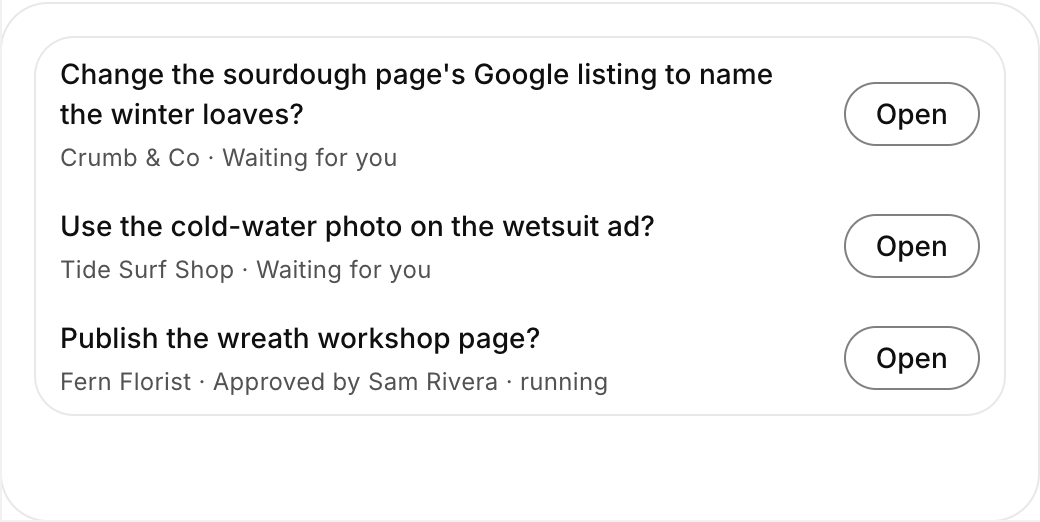 Change the sourdough page's Google listing to name
the winter loaves?
Open
Crumb & Co · Waiting for you
Use the cold-water photo on the wetsuit ad?
Open
Tide Surf Shop · Waiting for you
Publish the wreath workshop page?
Open
Fern Florist · Approved by Sam Rivera · running